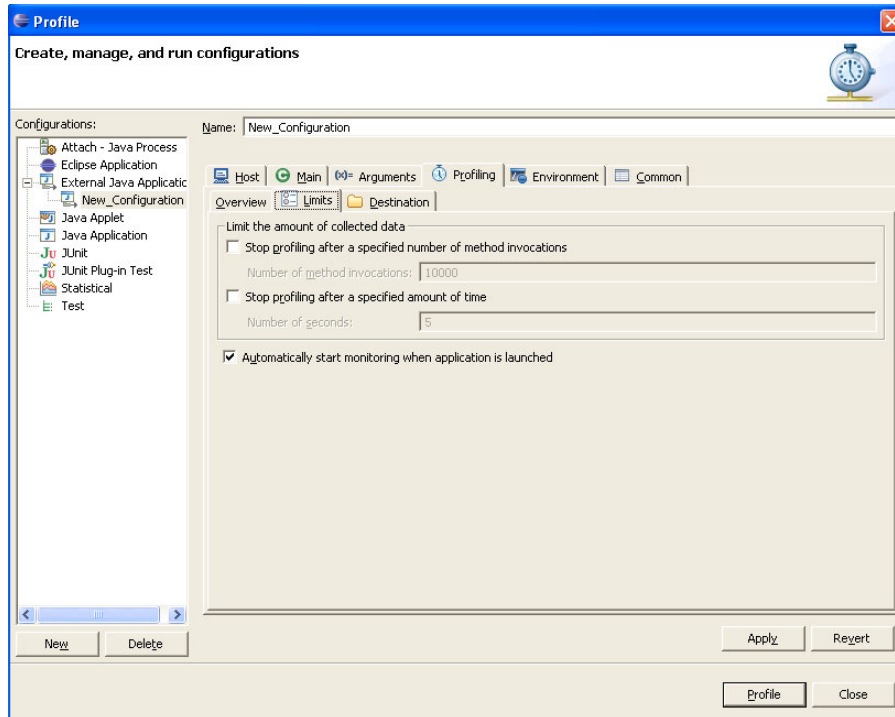 Profile
Create, manage, and run configurations
Configurations:
Attach - Java Process
Eclipse Application
External Java Applicatic
New_Configuration
Java Applet
Java Application
JUnit
JUnit Plug-in Test
Statistical
Test
New
Delete
Name: New_Configuration
Host Main Arguments Profiling Environment Common
Overview Limits Destination
Limit the amount of collected data
Stop profiling after a specified number of method invocations
Number of method invocations: 10000
Stop profiling after a specified amount of time
Number of seconds: 5
Automatically start monitoring when application is launched
Apply
Revert
Profile
Close